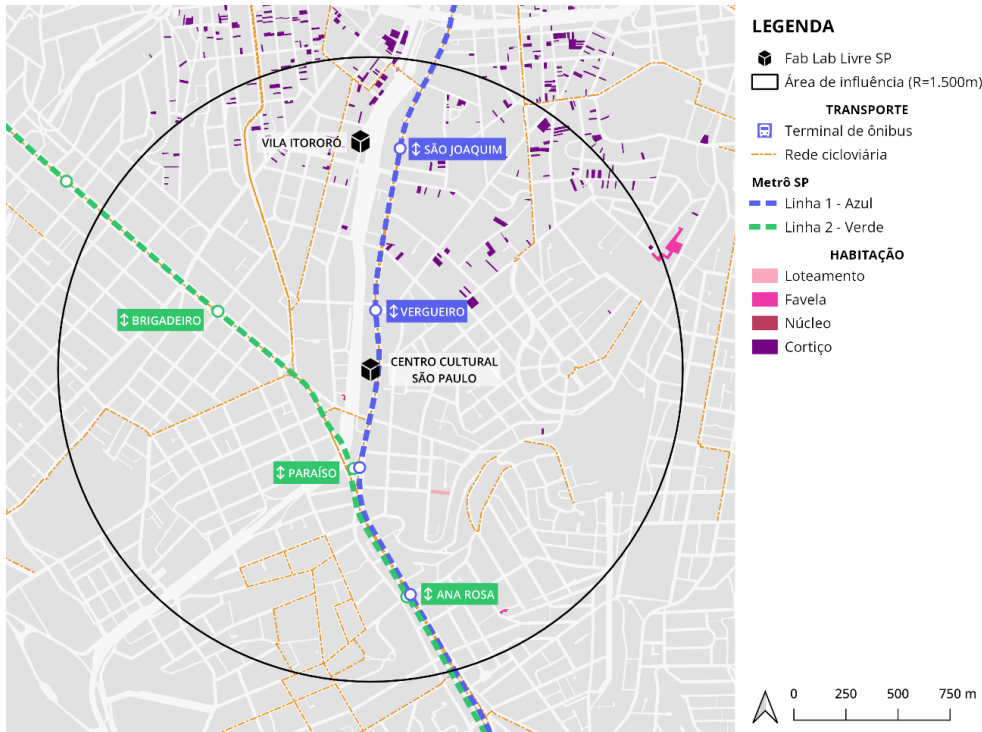 VILA ITORORÓ
SÃO JOAQUIM
BRIGADEIRO
VERGUEIRO
CENTRO CULTURAL
SÃO PAULO
PARAÍSO
ANA ROSA
LEGENDA
Fab Lab Livre SP
Área de influência (R=1.500m)
TRANSPORTE
Terminal de ônibus
Rede cicloviária
Metrô SP
Linha 1 - Azul
Linha 2 - Verde
HABITAÇÃO
Loteamento
Favela
Núcleo
Cortiço
0 250 500 750 m